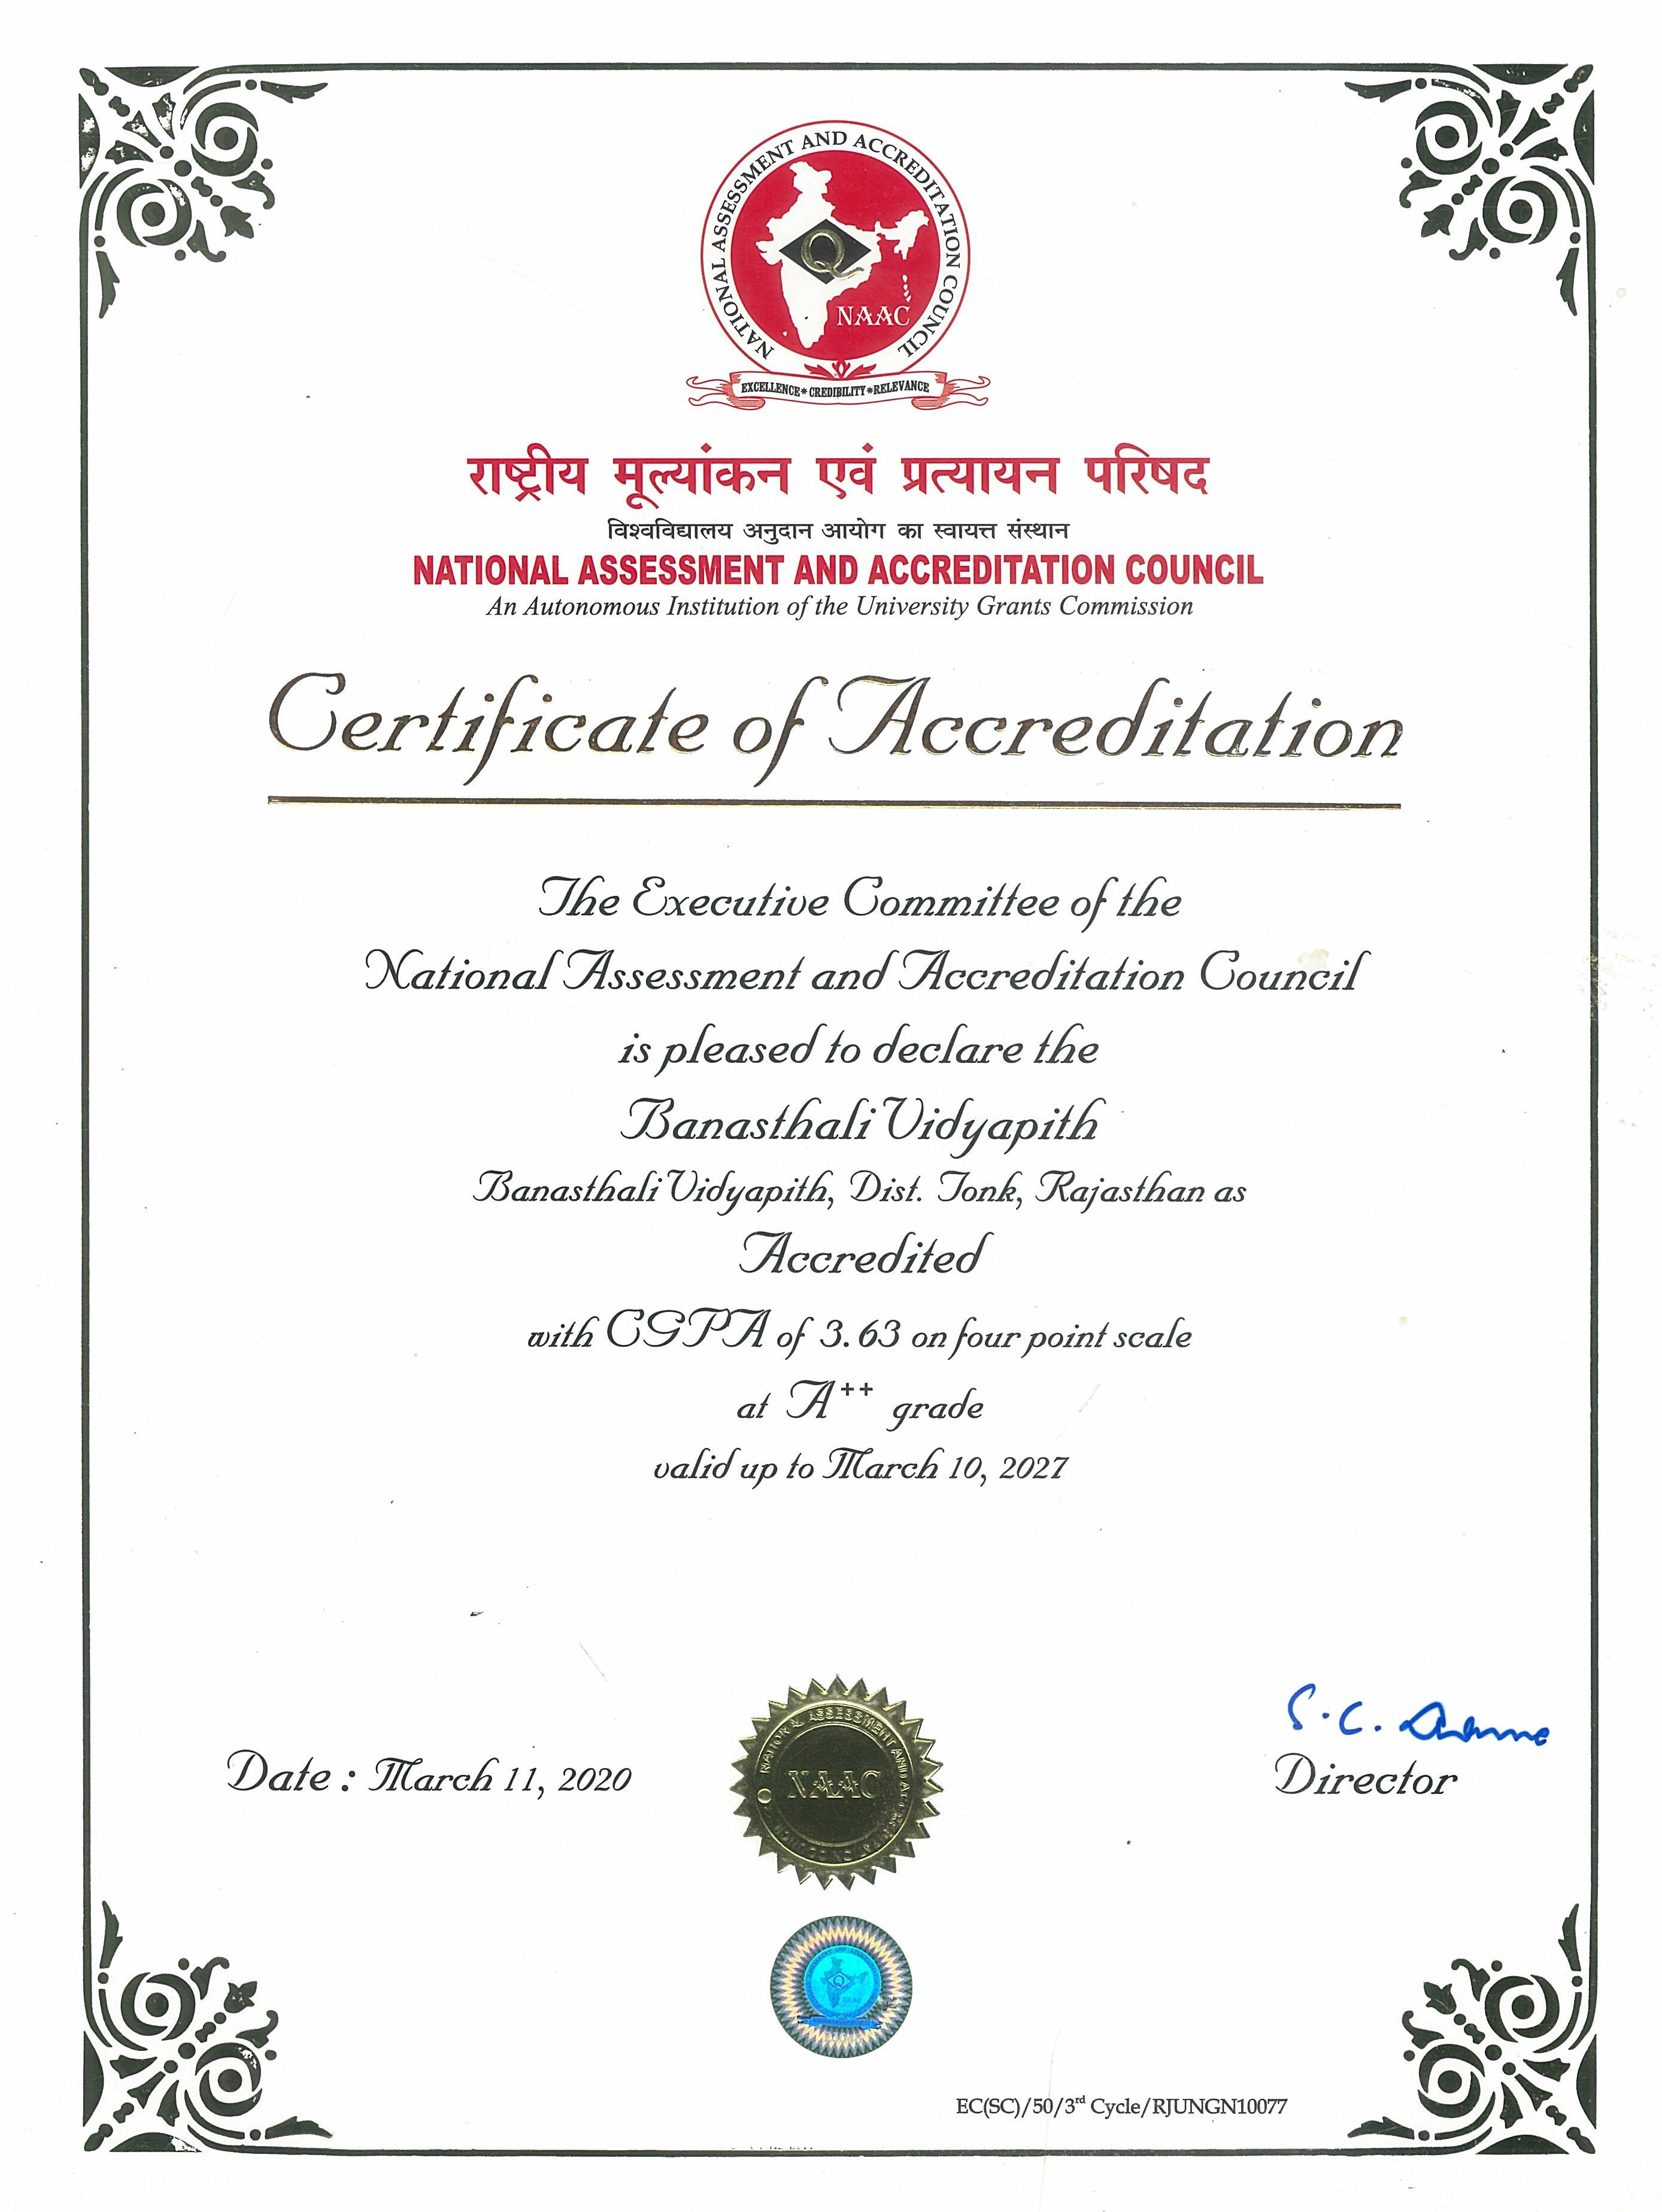 NATIONAL ASSESSMENT AND ACCREDITATION COUNCIL
Q
NAAC
EXCELLENCE * CREDIBILITY * RELEVANCE
राष्ट्रीय मूल्यांकन एवं प्रत्यायन परिषद
विश्वविद्यालय अनुदान आयोग का स्वायत्त संस्थान
NATIONAL ASSESSMENT AND ACCREDITATION COUNCIL
An Autonomous Institution of the University Grants Commission
Certificate of Accreditation
The Executive Committee of the
National Assessment and Accreditation Council
is pleased to declare the
Banasthali Vidyapith
Banasthali Vidyapith, Dist. Tonk, Rajasthan as
Accredited
with CGPA of 3.63 on four point scale
at A++ grade
valid up to March 10, 2027
S. C.
Director
Date : March 11, 2020
NATIONAL ASSESSMENT AND
NAAC
EC(SC)/50/3rd Cycle/RJUNGN10077